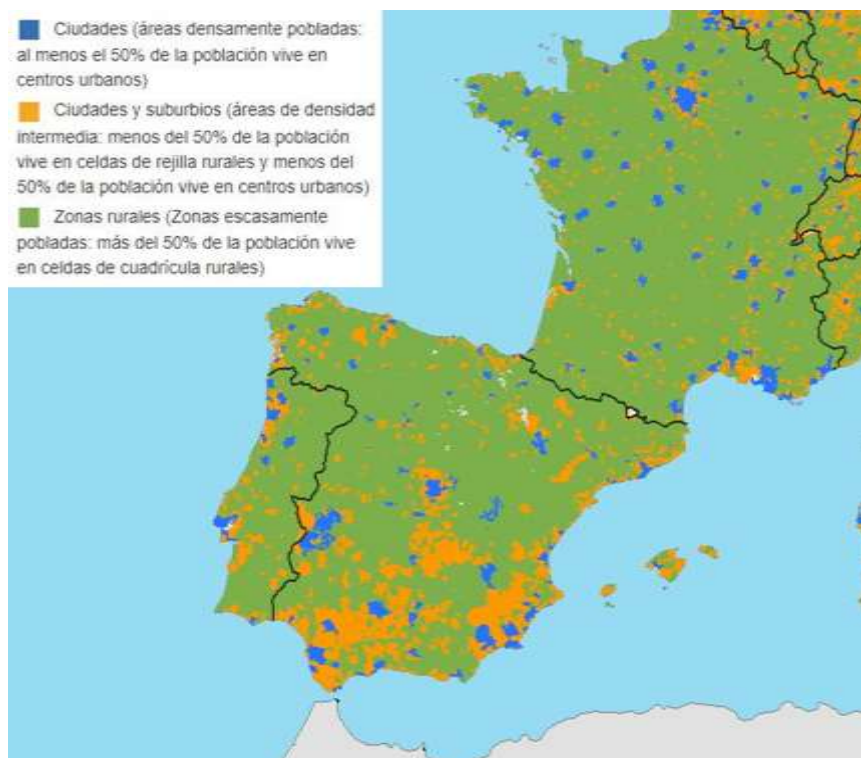 Ciudades (áreas densamente pobladas:
al menos el 50% de la población vive en
centros urbanos)
Ciudades y suburbios (áreas de densidad
intermedia: menos del 50% de la población
vive en celdas de rejilla rurales y menos del
50% de la población vive en centros urbanos)
Zonas rurales (Zonas escasamente
pobladas: más del 50% de la población vive
en celdas de cuadrícula rurales)